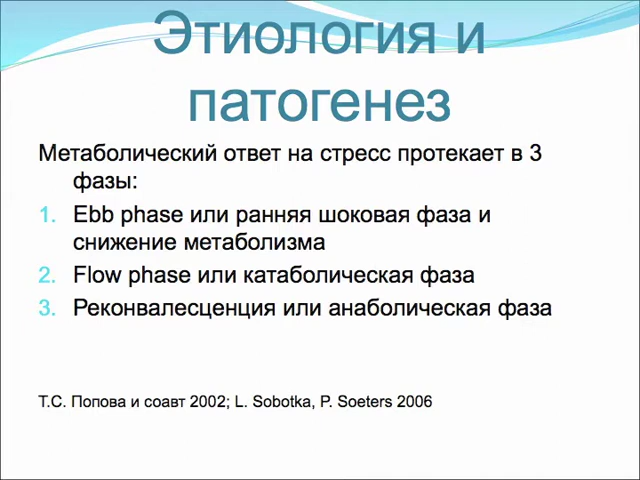 Этиология и
патогенез
Метаболический ответ на стресс протекает в 3
фазы:
1. Ebb phase или ранняя шоковая фаза и
снижение метаболизма
2. Flow phase или катаболическая фаза
3. Реконвалесценция или анаболическая фаза
Т.С. Попова и соавт 2002; L. Sobotka, P. Soeters 2006